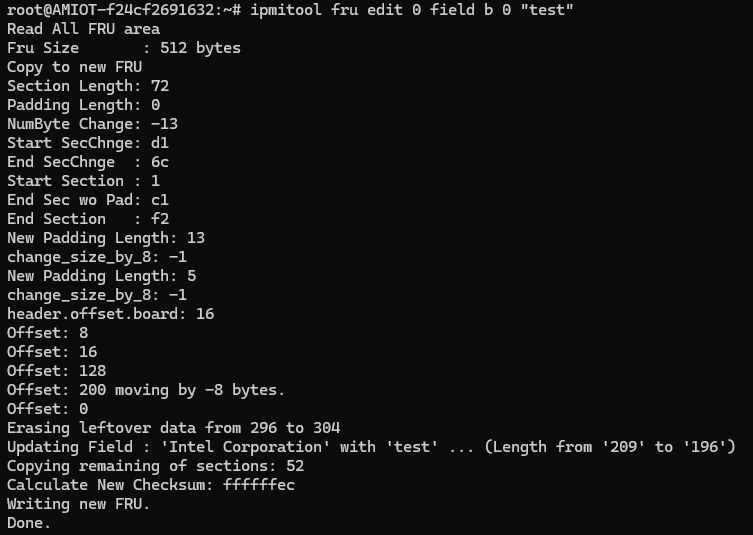 root@AMIOT-f24cf2691632:~# ipmitool fru edit 0 field b 0 "test"
Read All FRU area
Fru Size       : 512 bytes
Copy to new FRU
Section Length: 72
Padding Length: 0
NumByte Change: -13
Start SecChnge: d1
End SecChnge  : 6c
Start Section : 1
End Sec wo Pad: c1
End Section   : f2
New Padding Length: 13
change_size_by_8: -1
New Padding Length: 5
change_size_by_8: -1
header.offset.board: 16
Offset: 8
Offset: 16
Offset: 128
Offset: 200 moving by -8 bytes.
Offset: 0
Erasing leftover data from 296 to 304
Updating Field : 'Intel Corporation' with 'test' ... (Length from '209' to '196')
Copying remaining of sections: 52
Calculate New Checksum: ffffffec
Writing new FRU.
Done.